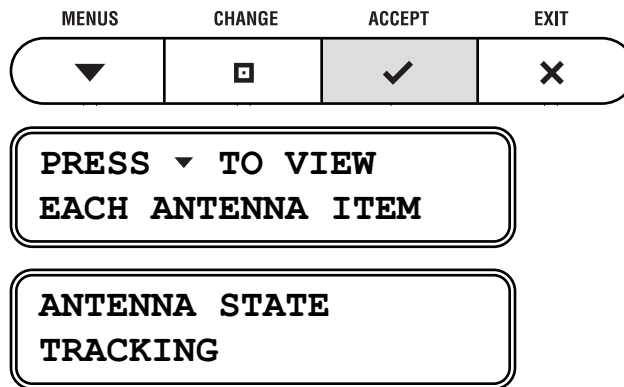 MENUS CHANGE ACCEPT EXIT
PRESS ▼ TO VIEW
EACH ANTENNA ITEM
ANTENNA STATE
TRACKING